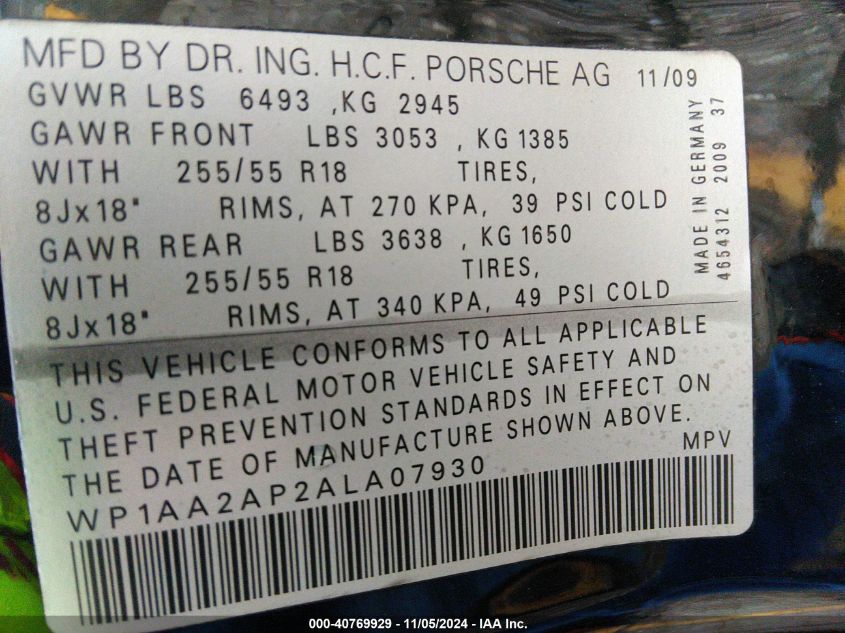 MFD BY DR. ING. H.C.F. PORSCHE AG 11/09
GVWR LBS 6493 ,KG 2945
GAWR FRONT LBS 3053 , KG 1385
WITH 255/55 R18 TIRES,
8Jx18" RIMS, AT 270 KPA, 39 PSI COLD
GAWR REAR LBS 3638 , KG 1650
WITH 255/55 R18 TIRES,
8Jx18" RIMS, AT 340 KPA, 49 PSI COLD
MADE IN GERMANY
4654312 2009 37
THIS VEHICLE CONFORMS TO ALL APPLICABLE
U.S. FEDERAL MOTOR VEHICLE SAFETY AND
THEFT PREVENTION STANDARDS IN EFFECT ON
THE DATE OF MANUFACTURE SHOWN ABOVE.
WP1AA2AP2ALA07930 MPV
000-40769929 - 11/05/2024 - IAA Inc.